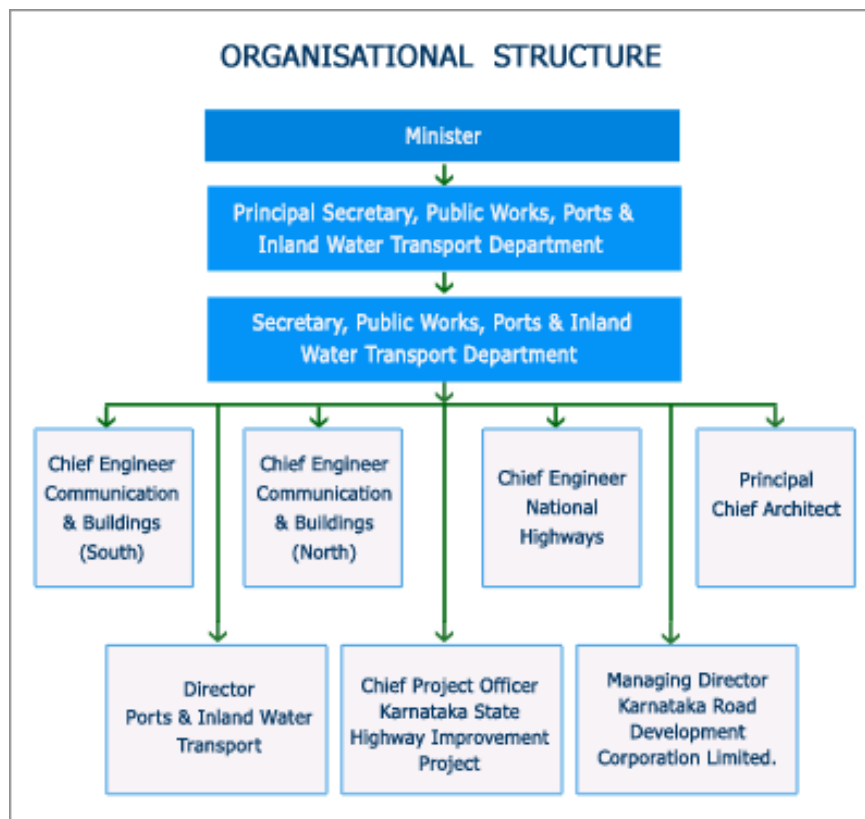 ORGANISATIONAL STRUCTURE
Minister
Principal Secretary, Public Works, Ports &
Inland Water Transport Department
Secretary, Public Works, Ports & Inland
Water Transport Department
Chief Engineer
Communication
& Buildings
(South)
Chief Engineer
Communication
& Buildings
(North)
Chief Engineer
National
Highways
Principal
Chief Architect
Director
Ports & Inland Water
Transport
Chief Project Officer
Karnataka State
Highway Improvement
Project
Managing Director
Karnataka Road
Development
Corporation Limited.